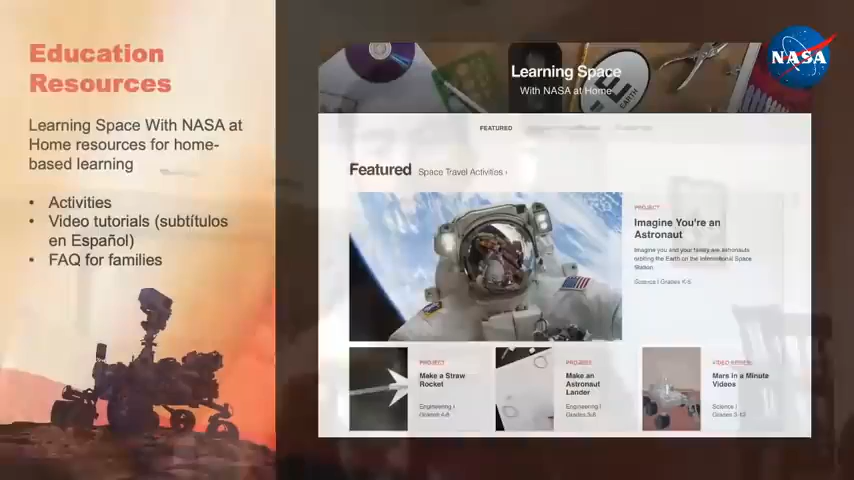 Education
Resources
Learning Space With NASA at
Home resources for home-
based learning
• Activities
• Video tutorials (subtítulos
en Español)
• FAQ for families
NASA
Learning Space
With NASA at Home
EARTH
FEATURED
Featured Space Travel Activities ›
PROJECT
Imagine You're an
Astronaut
Imagine you and your family are astronauts
orbiting the Earth on the International Space
Station.
Science | Grades K-5
PROJECT
Make a Straw
Rocket
Engineering |
Grades 4-8
PROJECT
Make an
Astronaut
Lander
Engineering |
Grades 3-8
VIDEO SERIES
Mars in a Minute
Videos
Science |
Grades 3-12